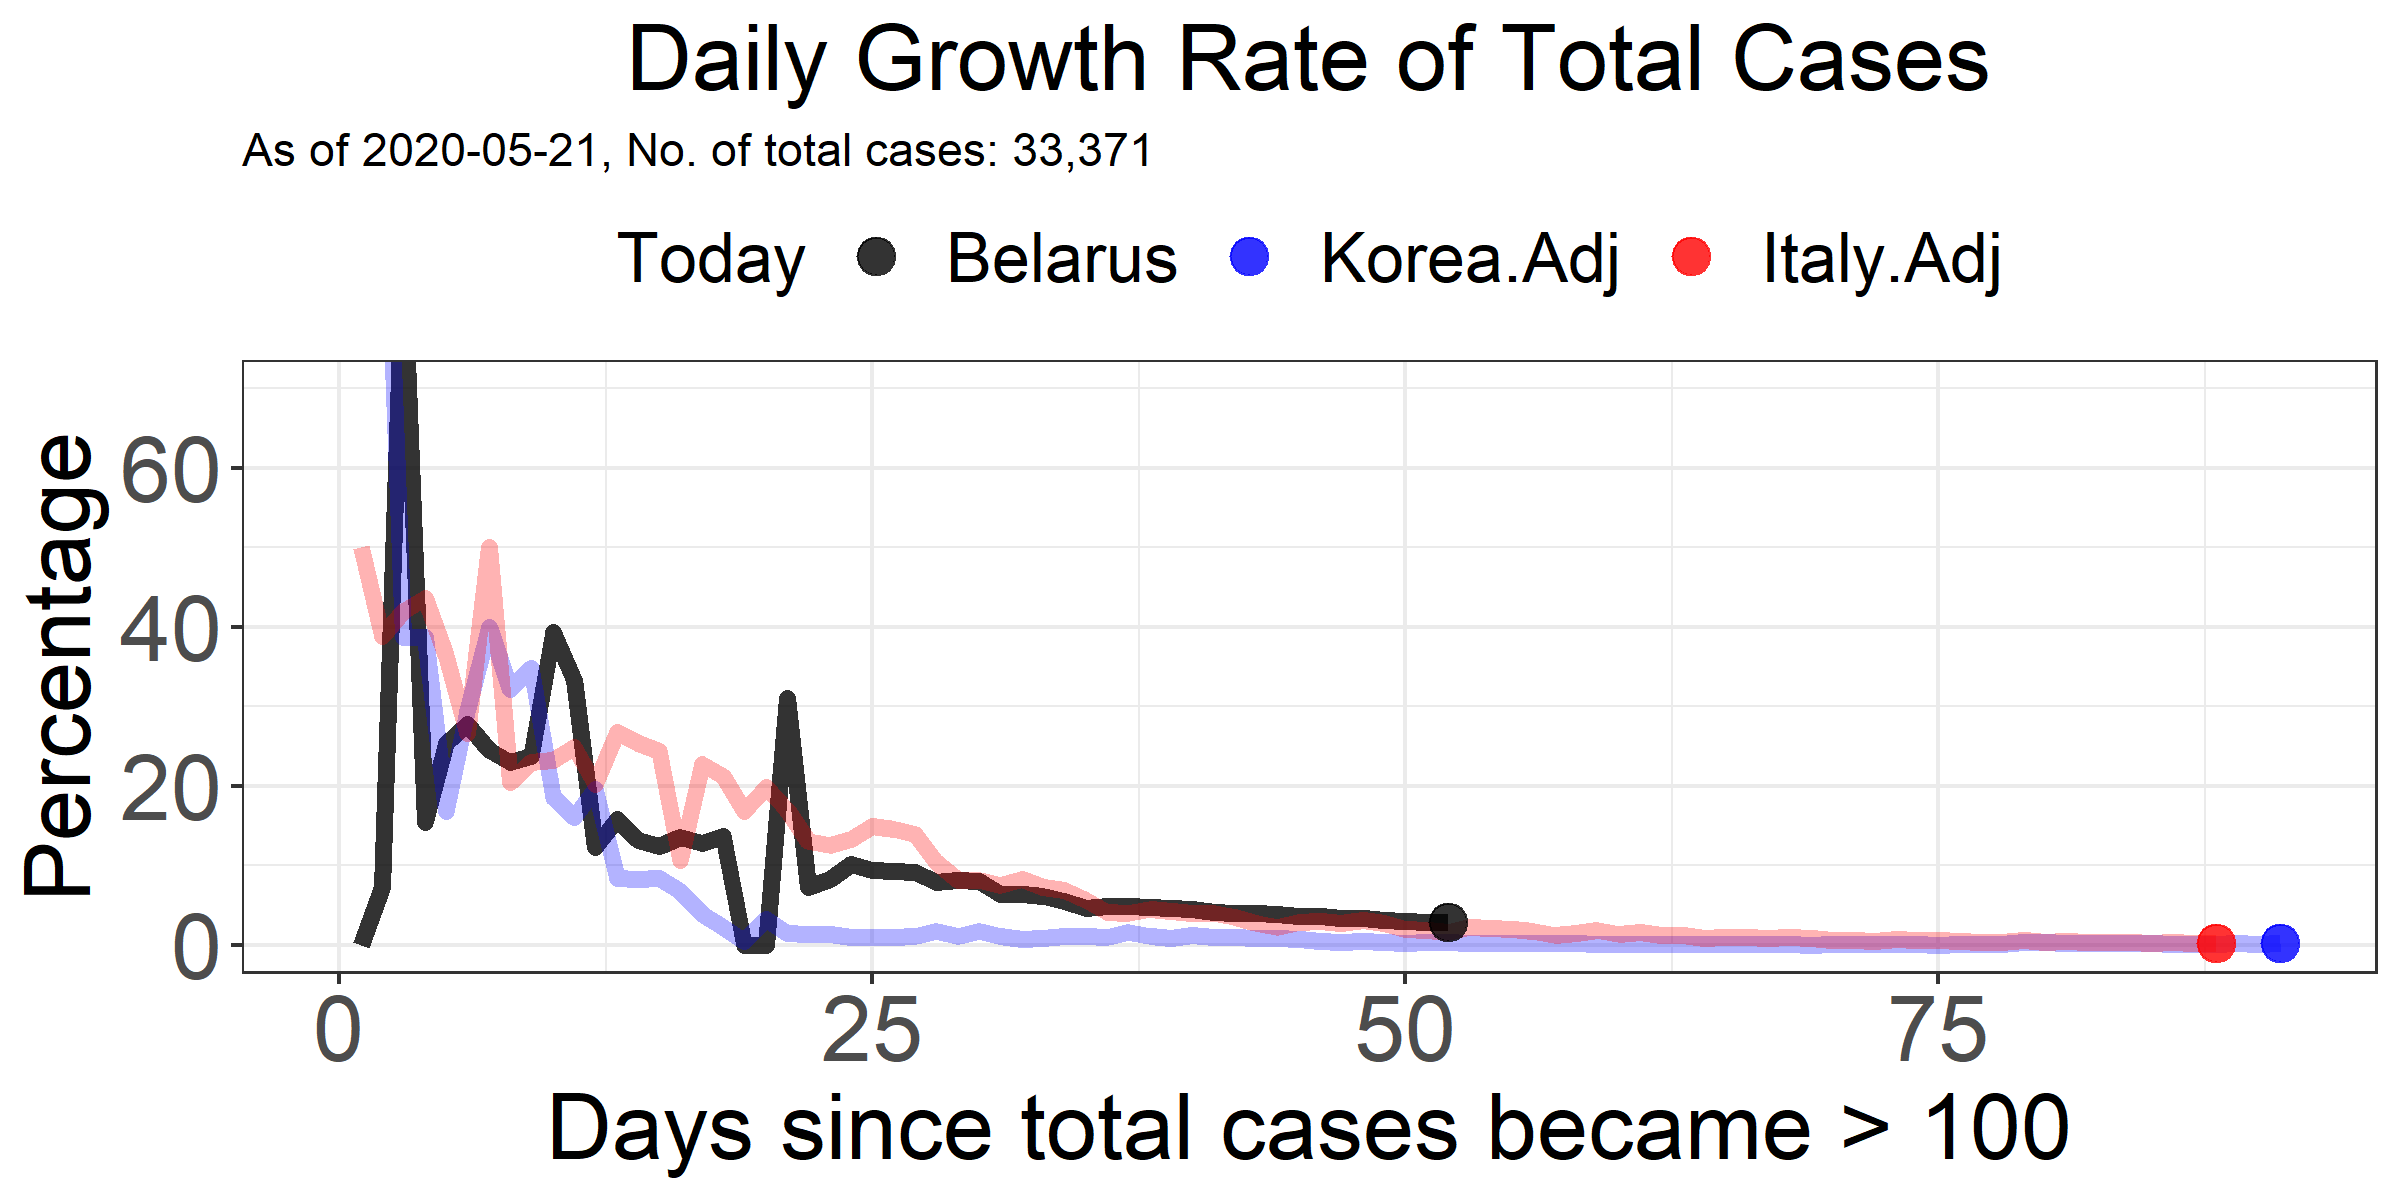 Daily Growth Rate of Total Cases
As of 2020-05-21, No. of total cases: 33,371
Today Belarus Korea.Adj Italy.Adj
Percentage
60
40
20
0
0 25 50 75
Days since total cases became > 100